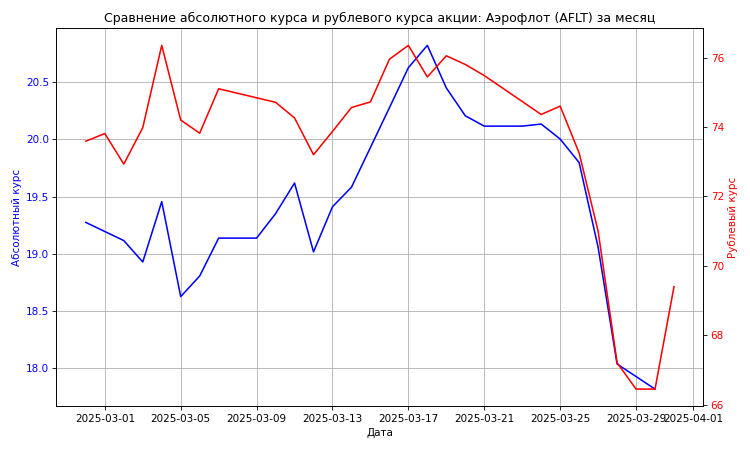 Сравнение абсолютного курса и рублевого курса акции: Аэрофлот (AFLT) за месяц
20.5
20.0
19.5
19.0
18.5
18.0
Абсолютный курс
76
74
72
70
68
66
Рублевый курс
2025-03-01 2025-03-05 2025-03-09 2025-03-13 2025-03-17 2025-03-21 2025-03-25 2025-03-29 2025-04-01
Дата